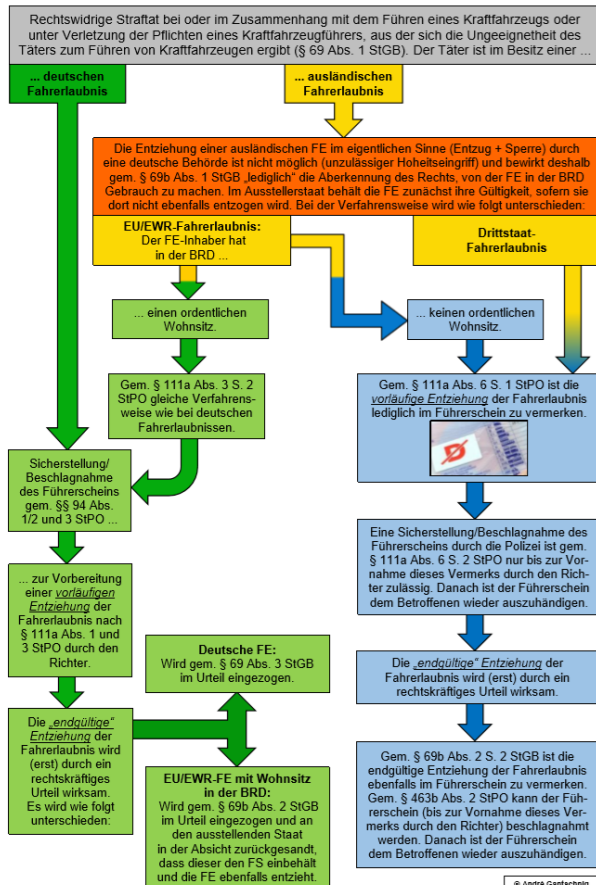 Rechtswidrige Straftat bei oder im Zusammenhang mit dem Führen eines Kraftfahrzeugs oder
unter Verletzung der Pflichten eines Kraftfahrzeugführers, aus der sich die Ungeeignetheit des
Täters zum Führen von Kraftfahrzeugen ergibt (§ 69 Abs. 1 StGB). Der Täter ist im Besitz einer ...
... deutschen
Fahrerlaubnis
... ausländischen
Fahrerlaubnis
Die Entziehung einer ausländischen FE im eigentlichen Sinne (Entzug + Sperre) durch
eine deutsche Behörde ist nicht möglich (unzulässiger Hoheitseingriff) und bewirkt deshalb
gem. § 69b Abs. 1 StGB „lediglich“ die Aberkennung des Rechts, von der FE in der BRD
Gebrauch zu machen. Im Ausstellerstaat behält die FE zunächst ihre Gültigkeit, sofern sie
dort nicht ebenfalls entzogen wird. Bei der Verfahrensweise wird wie folgt unterschieden:
EU/EWR-Fahrerlaubnis:
Der FE-Inhaber hat
in der BRD ...
Drittstaat-
Fahrerlaubnis
... einen ordentlichen
Wohnsitz.
... keinen ordentlichen
Wohnsitz.
Gem. § 111a Abs. 3 S. 2
StPO gleiche Verfahrens-
weise wie bei deutschen
Fahrerlaubnissen.
Gem. § 111a Abs. 6 S. 1 StPO ist die
vorläufige Entziehung der Fahrerlaubnis
lediglich im Führerschein zu vermerken.
D
Sicherstellung/
Beschlagnahme
des Führerscheins
gem. §§ 94 Abs.
1/2 und 3 StPO ...
Eine Sicherstellung/Beschlagnahme des
Führerscheins durch die Polizei ist gem.
§ 111a Abs. 6 S. 2 StPO nur bis zur Vor-
nahme dieses Vermerks durch den Rich-
ter zulässig. Danach ist der Führerschein
dem Betroffenen wieder auszuhändigen.
... zur Vorbereitung
einer vorläufigen
Entziehung der
Fahrerlaubnis nach
§ 111a Abs. 1 und
3 StPO durch den
Richter.
Deutsche FE:
Wird gem. § 69 Abs. 3 StGB
im Urteil eingezogen.
Die „endgültige“ Entziehung der
Fahrerlaubnis wird (erst) durch ein
rechtskräftiges Urteil wirksam.
Die „endgültige“
Entziehung der
Fahrerlaubnis wird
(erst) durch ein
rechtskräftiges
Urteil wirksam.
Es wird wie folgt
unterschieden:
EU/EWR-FE mit Wohnsitz
in der BRD:
Wird gem. § 69b Abs. 2 StGB
im Urteil eingezogen und an
den ausstellenden Staat
in der Absicht zurückgesandt,
dass dieser den FS einbehält
und die FE ebenfalls entzieht.
Gem. § 69b Abs. 2 S. 2 StGB ist die
endgültige Entziehung der Fahrerlaubnis
ebenfalls im Führerschein zu vermerken.
Gem. § 463b Abs. 2 StPO kann der Füh-
rerschein (bis zur Vornahme dieses Ver-
merks durch den Richter) beschlagnahmt
werden. Danach ist der Führerschein
dem Betroffenen wieder auszuhändigen.
© André